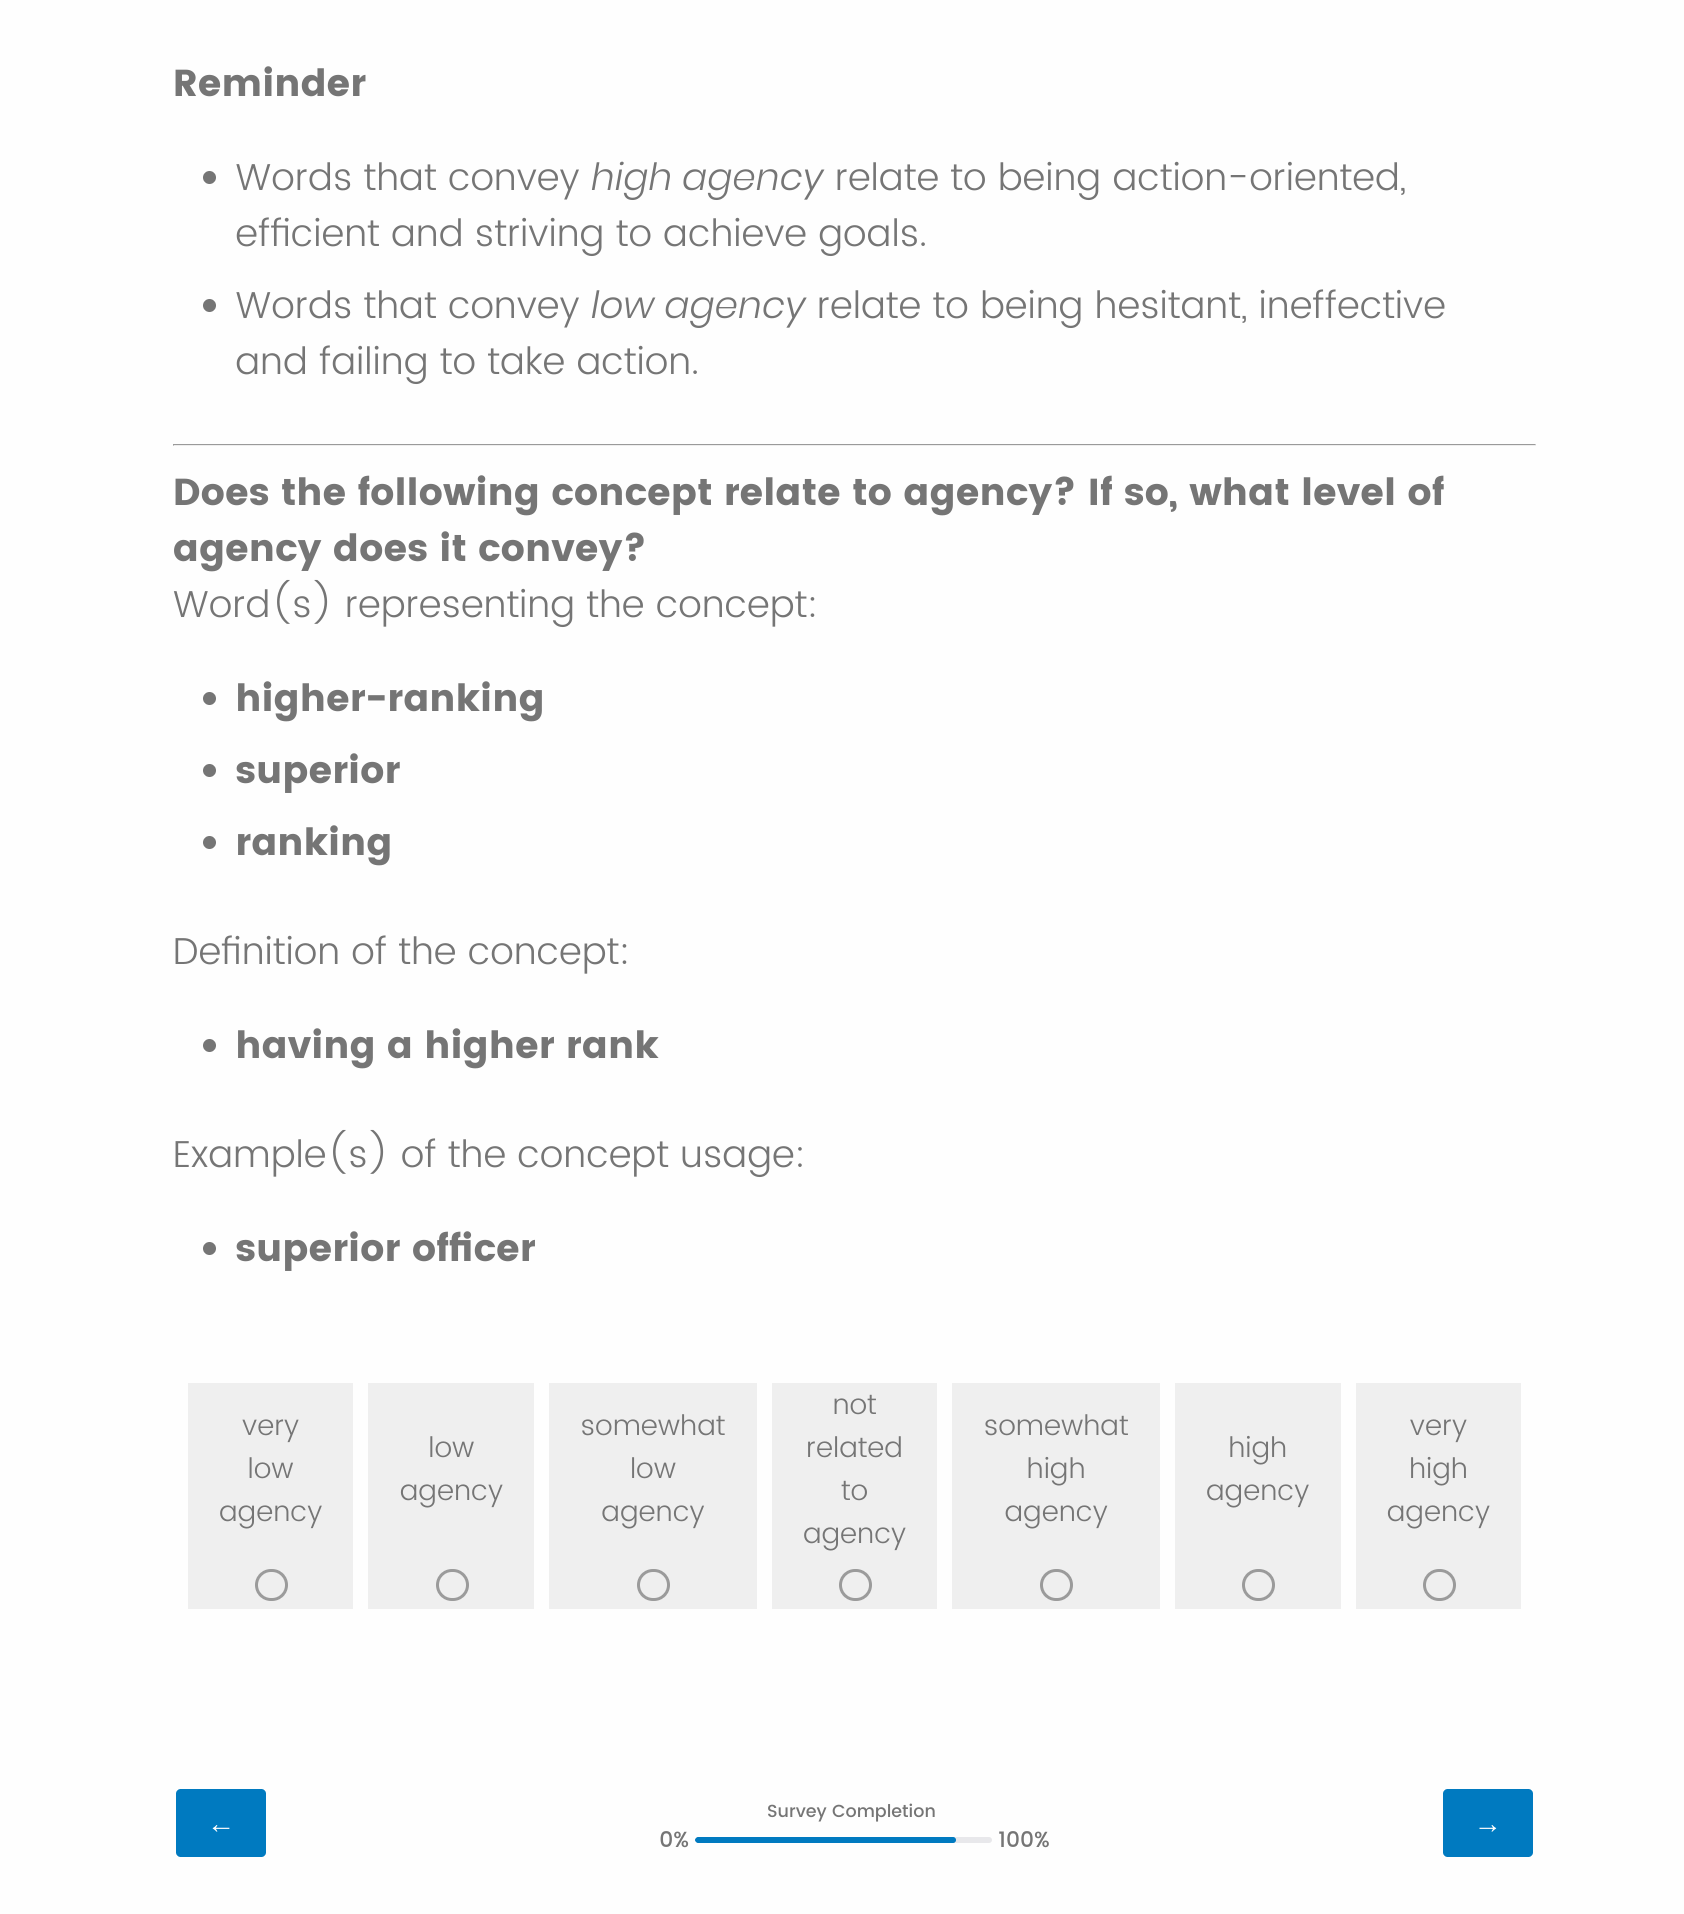 Reminder
• Words that convey high agency relate to being action-oriented,
efficient and striving to achieve goals.
• Words that convey low agency relate to being hesitant, ineffective
and failing to take action.
Does the following concept relate to agency? If so, what level of
agency does it convey?
Word(s) representing the concept:
• higher-ranking
• superior
• ranking
Definition of the concept:
• having a higher rank
Example(s) of the concept usage:
• superior officer
very
low
agency
low
agency
somewhat
low
agency
not
related
to
agency
somewhat
high
agency
high
agency
very
high
agency
←
Survey Completion
0% 100%
→